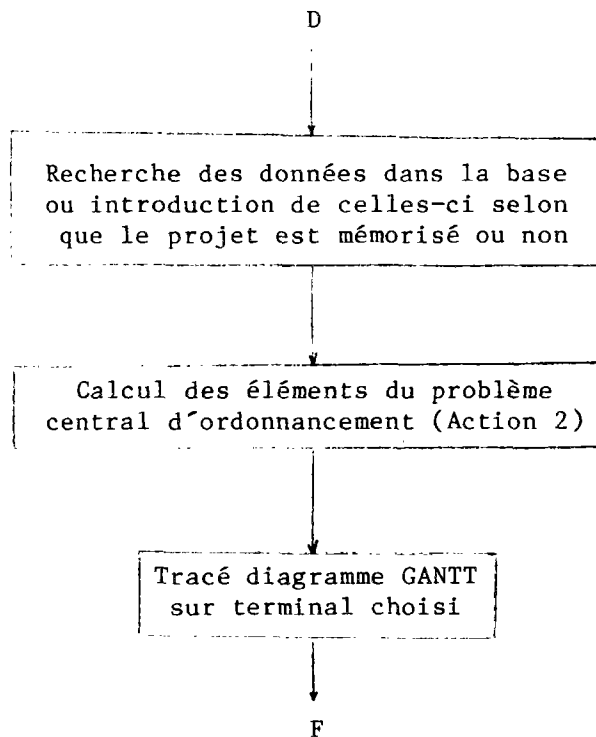 D
Recherche des données dans la base
ou introduction de celles-ci selon
que le projet est mémorisé ou non
Calcul des éléments du problème
central d'ordonnancement (Action 2)
Tracé diagramme GANTT
sur terminal choisi
F